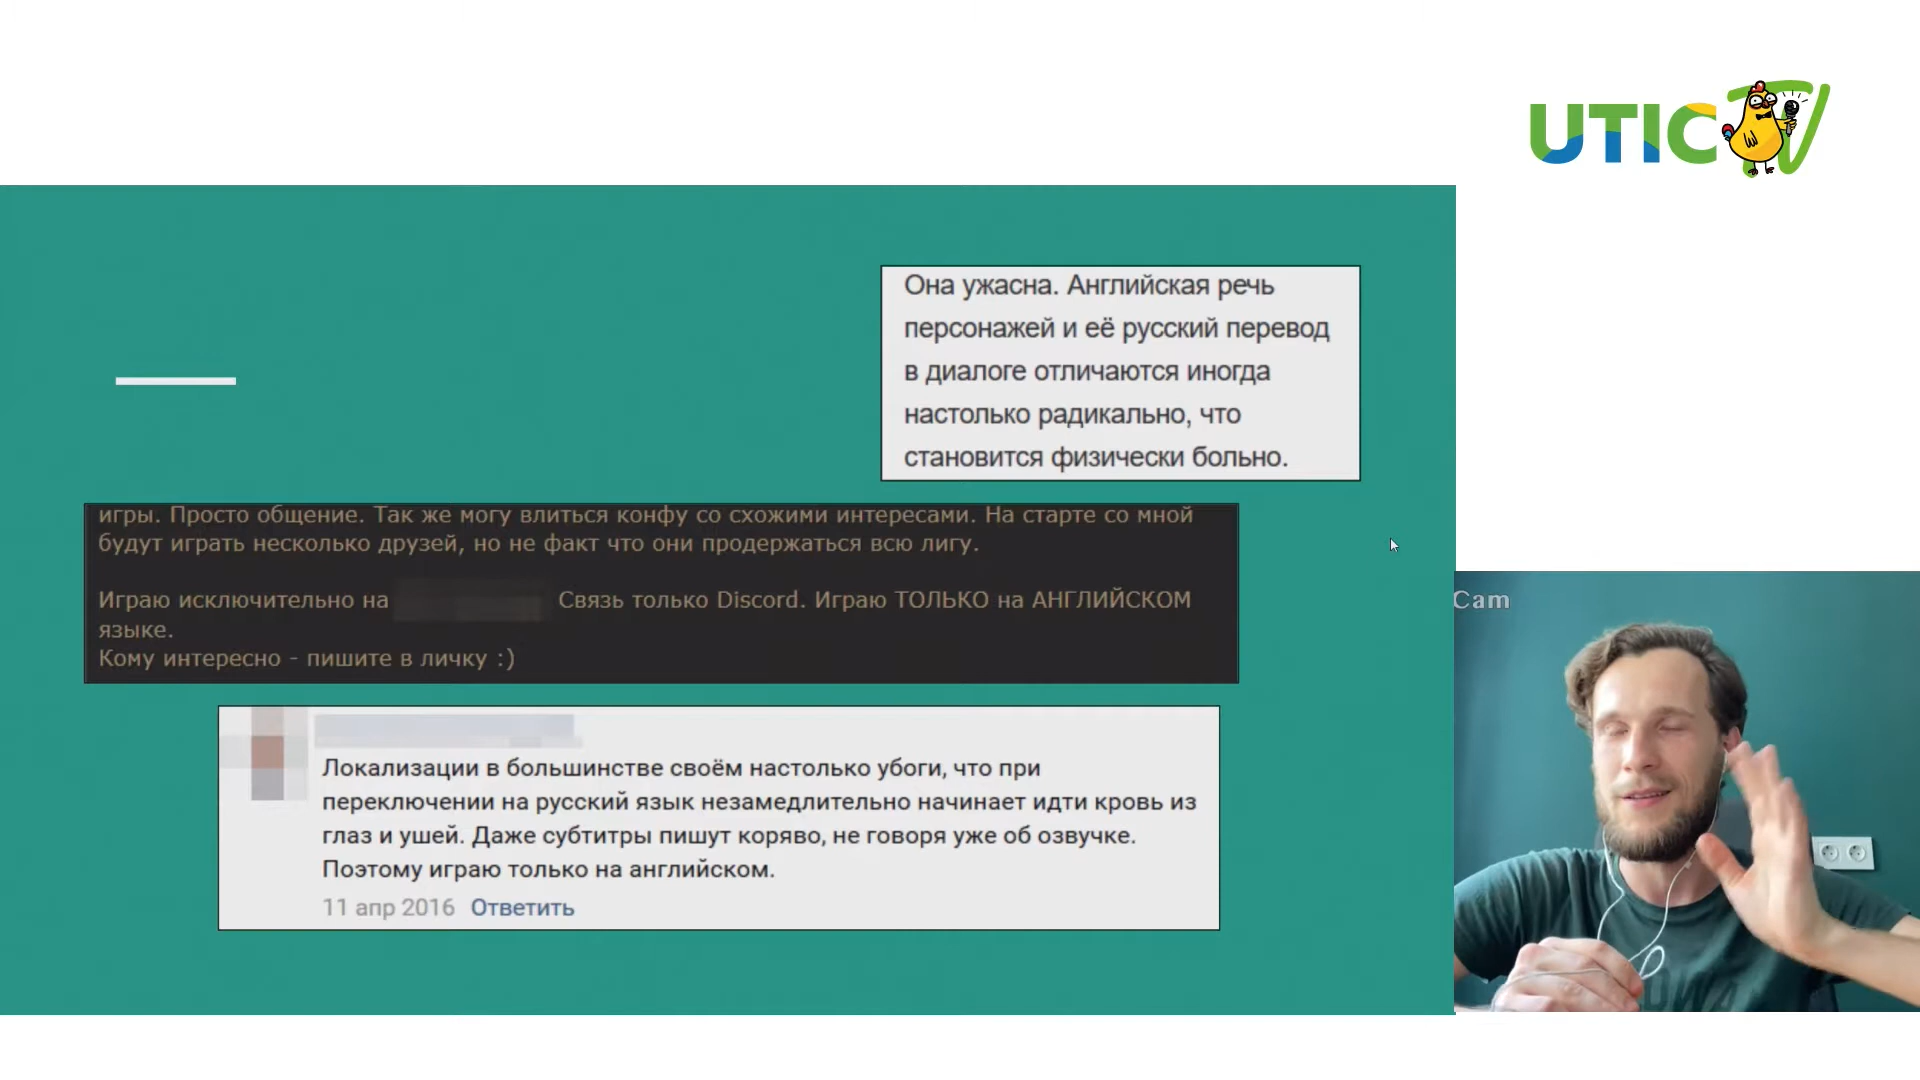 UTIC TV
Она ужасна. Английская речь
персонажей и её русский перевод
в диалоге отличаются иногда
настолько радикально, что
становится физически больно.
игры. Просто общение. Так же могу влиться конфу со схожими интересами. На старте со мной
будут играть несколько друзей, но не факт что они продержаться всю лигу.
Играю исключительно на Связь только Discord. Играю ТОЛЬКО на АНГЛИЙСКОМ
языке.
Кому интересно - пишите в личку :)
Локализации в большинстве своём настолько убоги, что при
переключении на русский язык незамедлительно начинает идти кровь из
глаз и ушей. Даже субтитры пишут коряво, не говоря уже об озвучке.
Поэтому играю только на английском.
11 апр 2016 Ответить
Cam